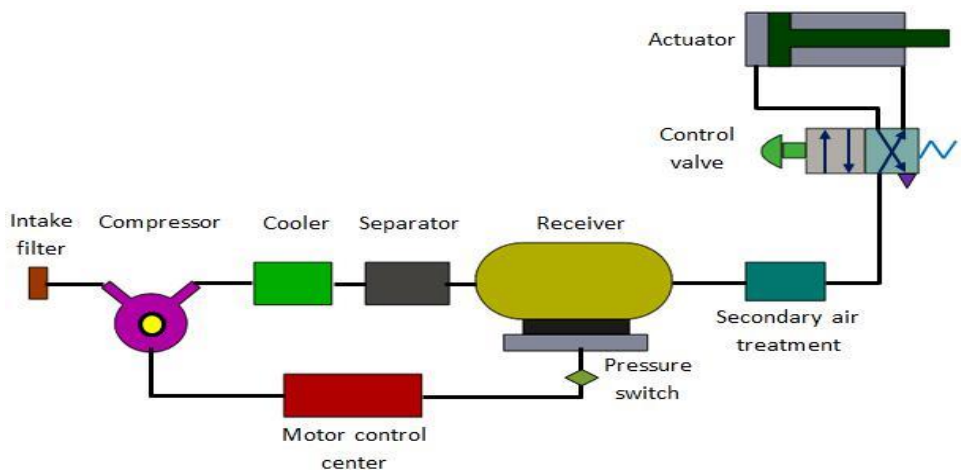 Actuator
Control
valve
Intake
filter
Compressor
Cooler
Separator
Receiver
Secondary air
treatment
Pressure
switch
Motor control
center